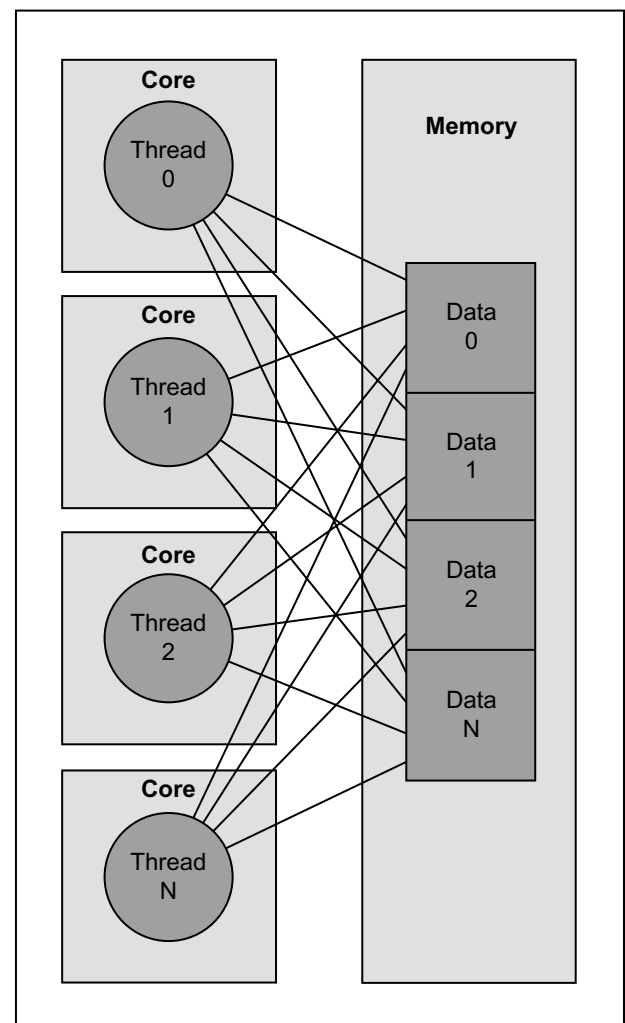 Core
Thread
0
Core
Thread
1
Core
Thread
2
Core
Thread
N
Memory
Data
0
Data
1
Data
2
Data
N